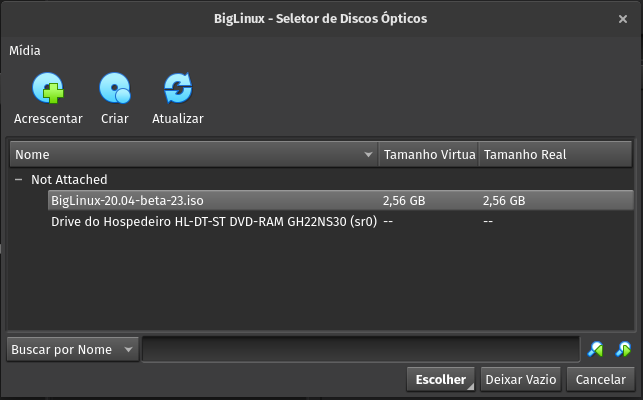 BigLinux - Seletor de Discos Ópticos
Mídia
Acrescentar Criar Atualizar
Nome Tamanho Virtua Tamanho Real
Not Attached
BigLinux-20.04-beta-23.iso 2,56 GB 2,56 GB
Drive do Hospedeiro HL-DT-ST DVD-RAM GH22NS30 (sr0) -- --
Buscar por Nome
Escolher Deixar Vazio Cancelar